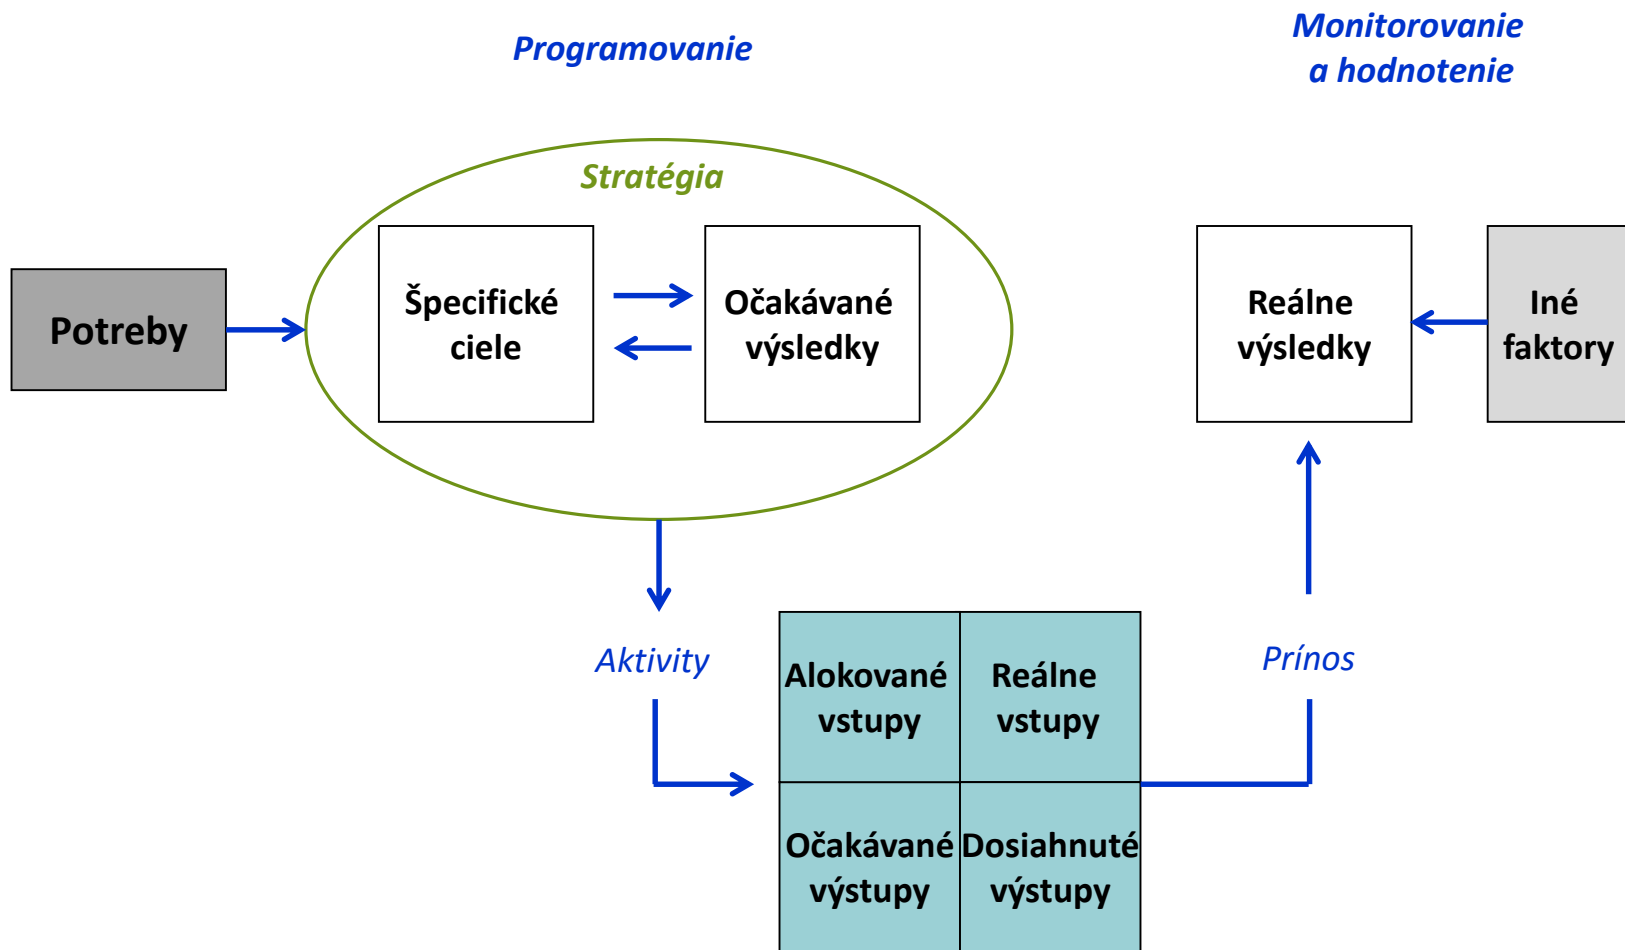 Programovanie
Monitorovanie
a hodnotenie
Stratégia
Potreby
Špecifické
ciele
Očakávané
výsledky
Reálne
výsledky
Iné
faktory
Aktivity
Alokované
vstupy
Reálne
vstupy
Prínos
Očakávané
výstupy
Dosiahnuté
výstupy